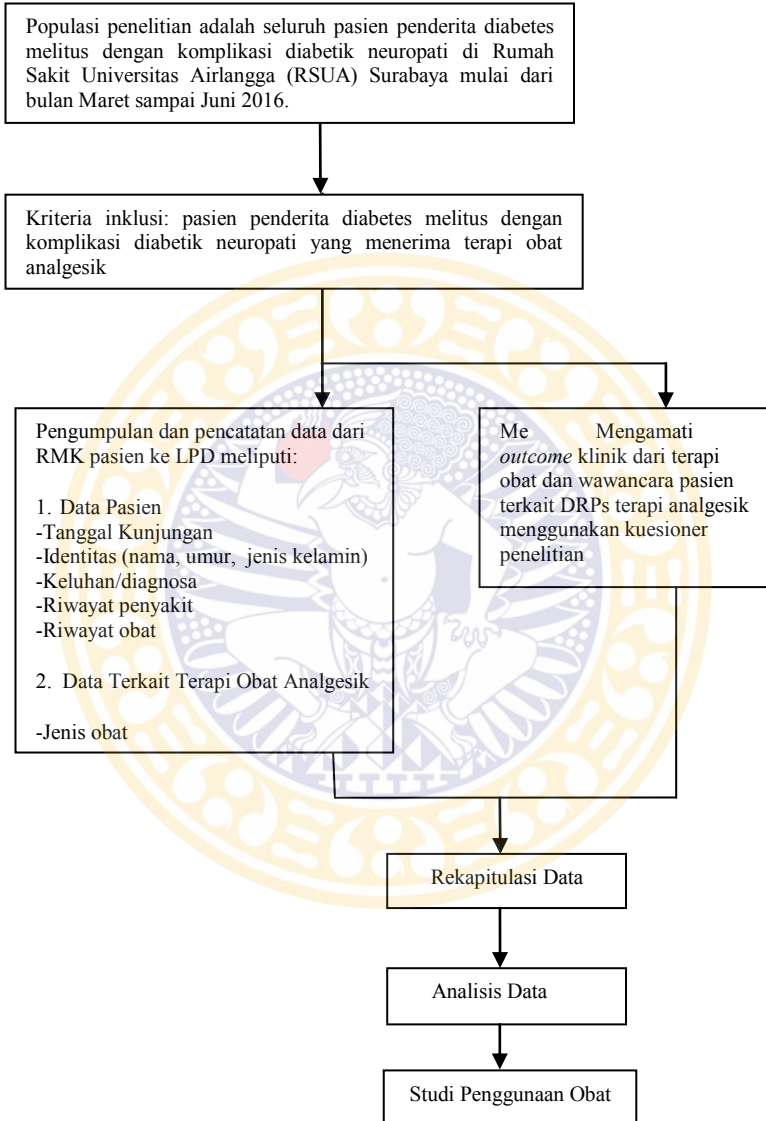 Populasi penelitian adalah seluruh pasien penderita diabetes
melitus dengan komplikasi diabetik neuropati di Rumah
Sakit Universitas Airlangga (RSUA) Surabaya mulai dari
bulan Maret sampai Juni 2016.
Kriteria inklusi: pasien penderita diabetes melitus dengan
komplikasi diabetik neuropati yang menerima terapi obat
analgesik
Pengumpulan dan pencatatan data dari
RMK pasien ke LPD meliputi:
1. Data Pasien
-Tanggal Kunjungan
-Identitas (nama, umur, jenis kelamin)
-Keluhan/diagnosa
-Riwayat penyakit
-Riwayat obat
2. Data Terkait Terapi Obat Analgesik
-Jenis obat
Me Mengamati
outcome klinik dari terapi
obat dan wawancara pasien
terkait DRPs terapi analgesik
menggunakan kuesioner
penelitian
Rekapitulasi Data
Analisis Data
Studi Penggunaan Obat